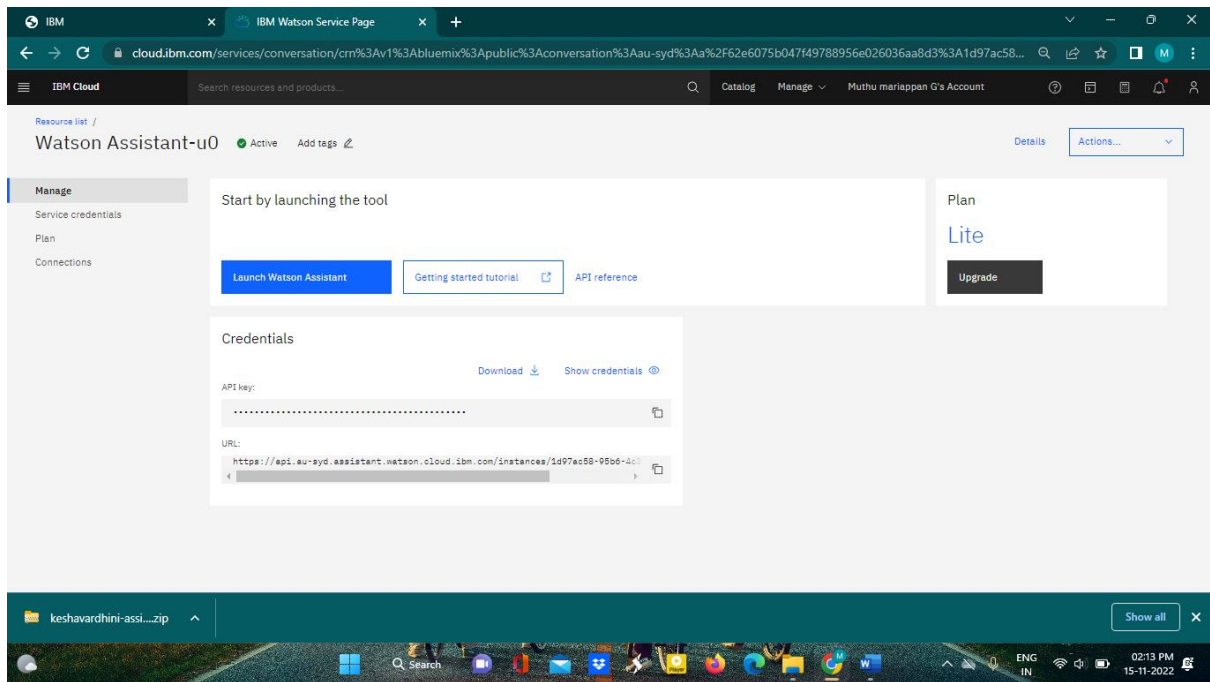 IBM
IBM Watson Service Page
cloud.ibm.com/services/conversation/crn%3Av1%3Abluemix%3Apublic%3Aconversation%3Aau-syd%3Aa%2F62e6075b047f49788956e026036aa8d3%3A1d97ac58...
M
IBM Cloud
Search resources and products...
Catalog
Manage
Muthu mariappan G's Account
Resource list /
Watson Assistant-u0
Active
Add tags
Details
Actions...
Manage
Service credentials
Plan
Connections
Start by launching the tool
Launch Watson Assistant
Getting started tutorial
API reference
Plan
Lite
Upgrade
Credentials
Download
Show credentials
API key:
URL:
https://api.au-syd.assistant.watson.cloud.ibm.com/instances/1d97ac58-95b6-4c3
keshavardhini-assi....zip
Show all
Search
ENG
IN
02:13 PM
15-11-2022